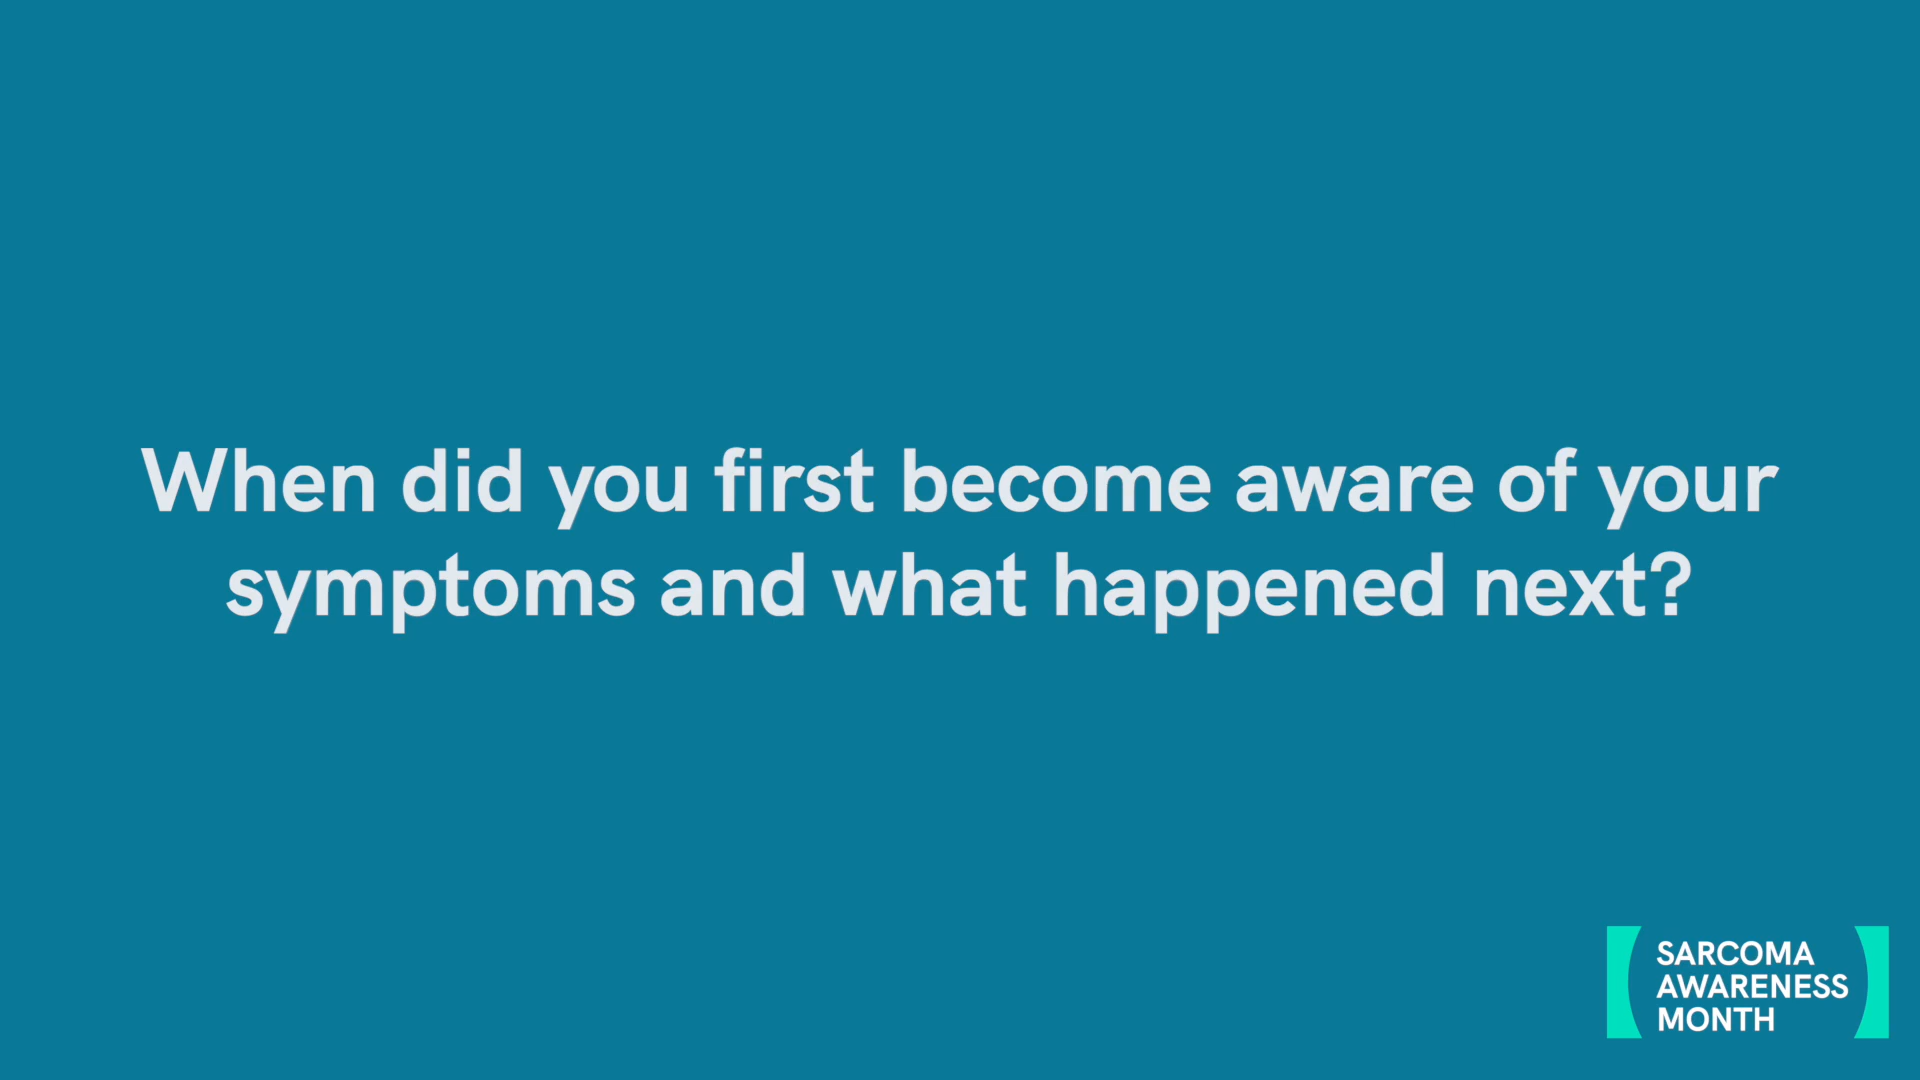 When did you first become aware of your
symptoms and what happened next?
SARCOMA
AWARENESS
MONTH